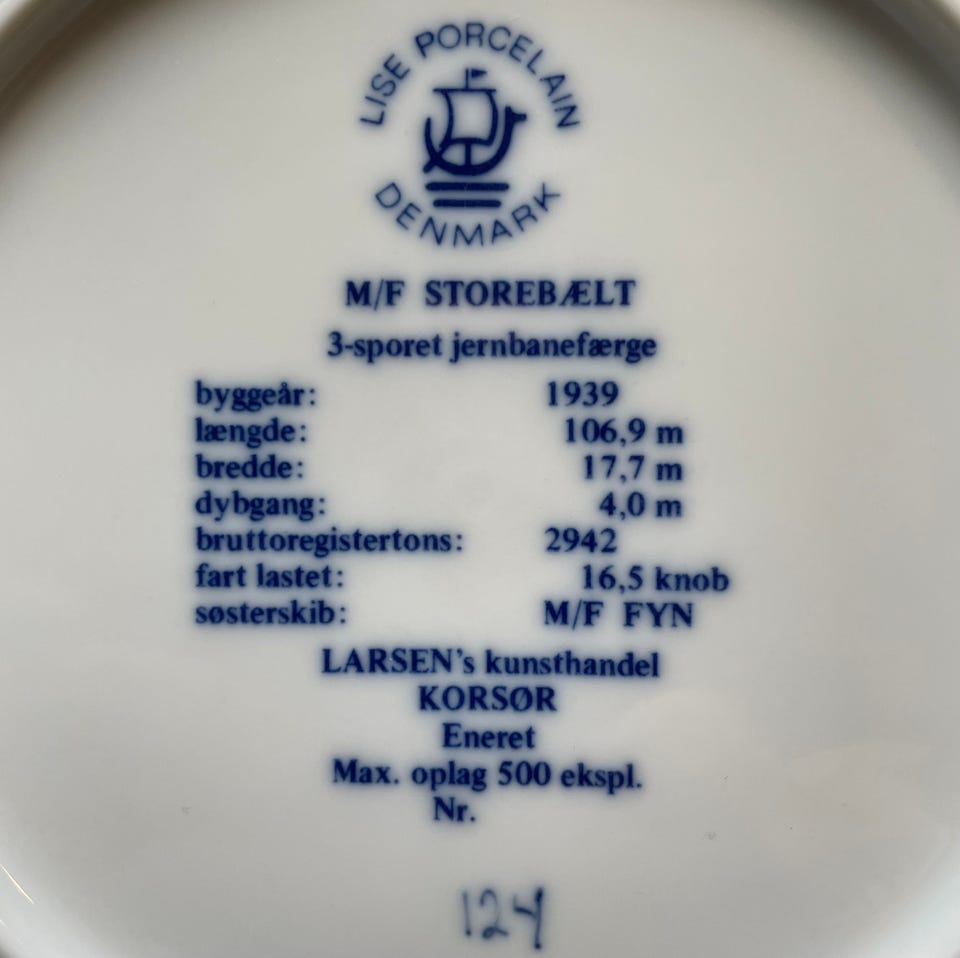 LISE PORCELAIN
DENMARK
M/F STOREBÆLT
3-sporet jernbanefærge
byggeår: 1939
længde: 106,9 m
bredde: 17,7 m
dybgang: 4,0 m
bruttoregistertons: 2942
fart lastet: 16,5 knob
søsterskib: M/F FYN
LARSEN's kunsthandel
KORSØR
Eneret
Max. oplag 500 ekspl.
Nr.
124